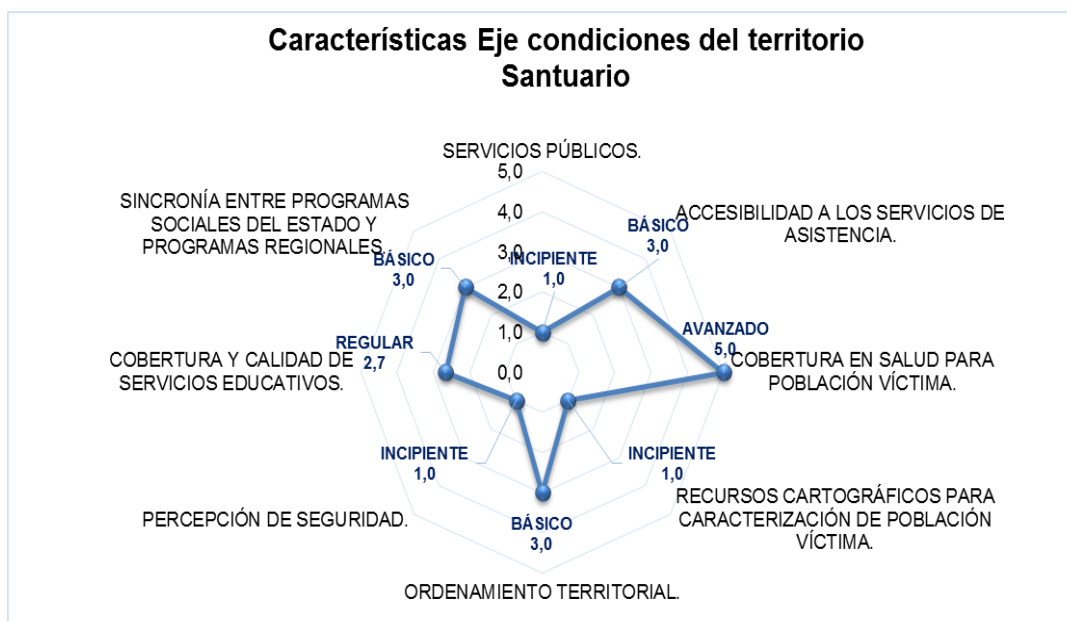 Características Eje condiciones del territorio
Santuario
SERVICIOS PÚBLICOS.
5,0
4,0
3,0
2,0
1,0
0,0
INCIPIENTE
1,0
ACCESIBILIDAD A LOS SERVICIOS DE
ASISTENCIA.
BÁSICO
3,0
AVANZADO
5,0
COBERTURA EN SALUD PARA
POBLACIÓN VÍCTIMA.
INCIPIENTE
1,0
RECURSOS CARTOGRÁFICOS PARA
CARACTERIZACIÓN DE POBLACIÓN
VÍCTIMA.
BÁSICO
3,0
ORDENAMIENTO TERRITORIAL.
INCIPIENTE
1,0
PERCEPCIÓN DE SEGURIDAD.
REGULAR
2,7
COBERTURA Y CALIDAD DE
SERVICIOS EDUCATIVOS.
SINCRONÍA ENTRE PROGRAMAS
SOCIALES DEL ESTADO Y
PROGRAMAS REGIONALES.
BÁSICO
3,0